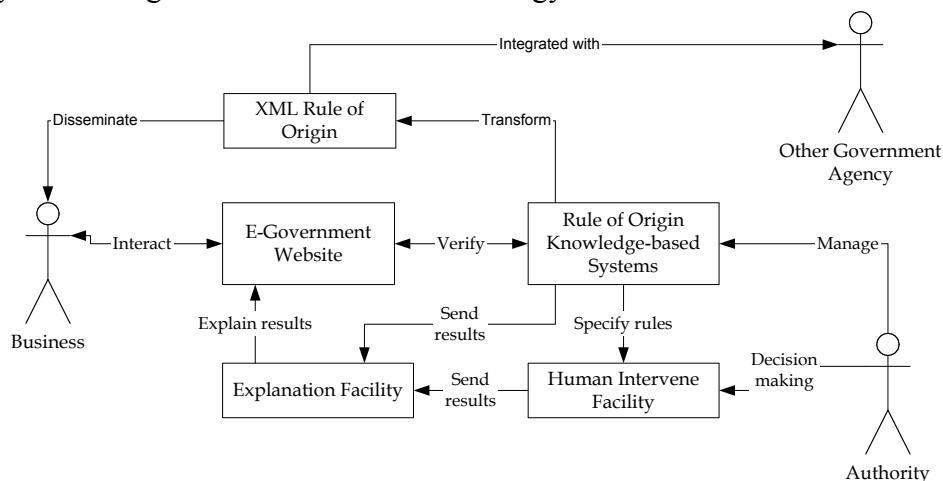 Integrated with
XML Rule of
Origin
Disseminate
Transform
Other Government
Agency
E-Government
Website
Rule of Origin
Knowledge-based
Systems
Interact
Verify
Manage
Business
Explain results
Send
results
Specify rules
Explanation Facility
Send
results
Human Intervene
Facility
Decision
making
Authority